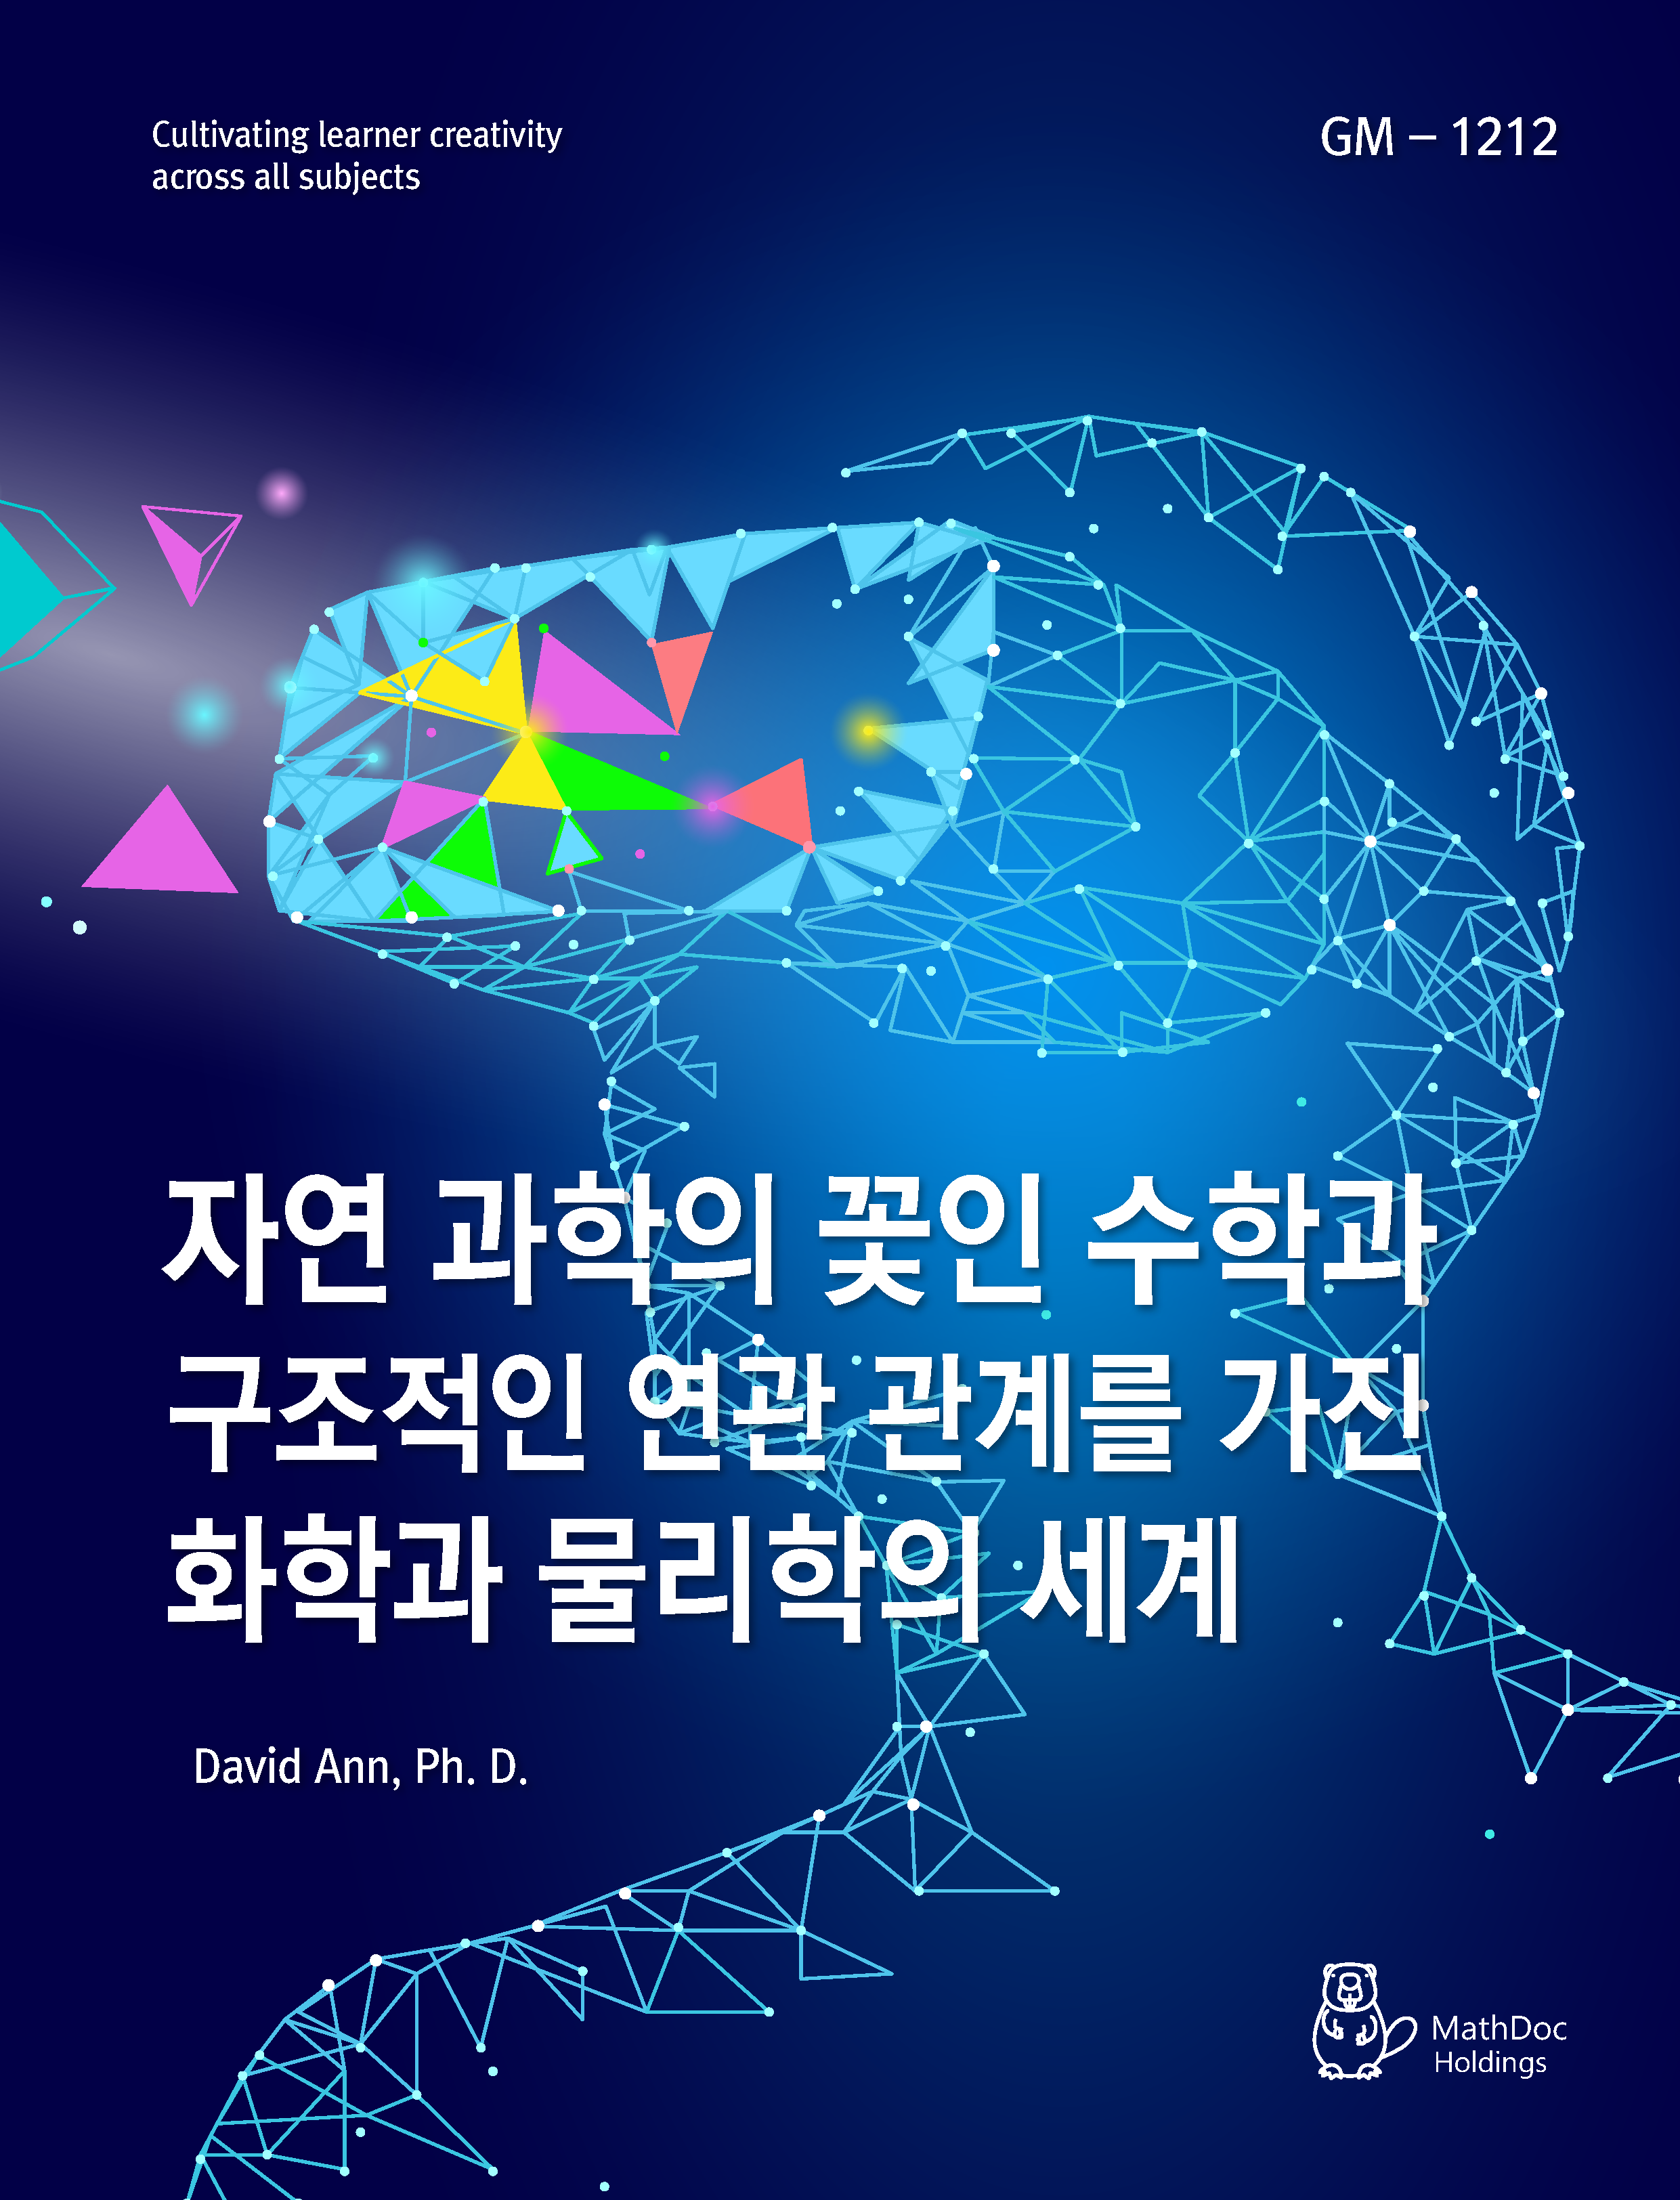 Cultivating learner creativity
across all subjects
GM – 1212
자연 과학의 꽃인 수학과
구조적인 연관 관계를 가진
화학과 물리학의 세계
David Ann, Ph. D.
MathDoc
Holdings